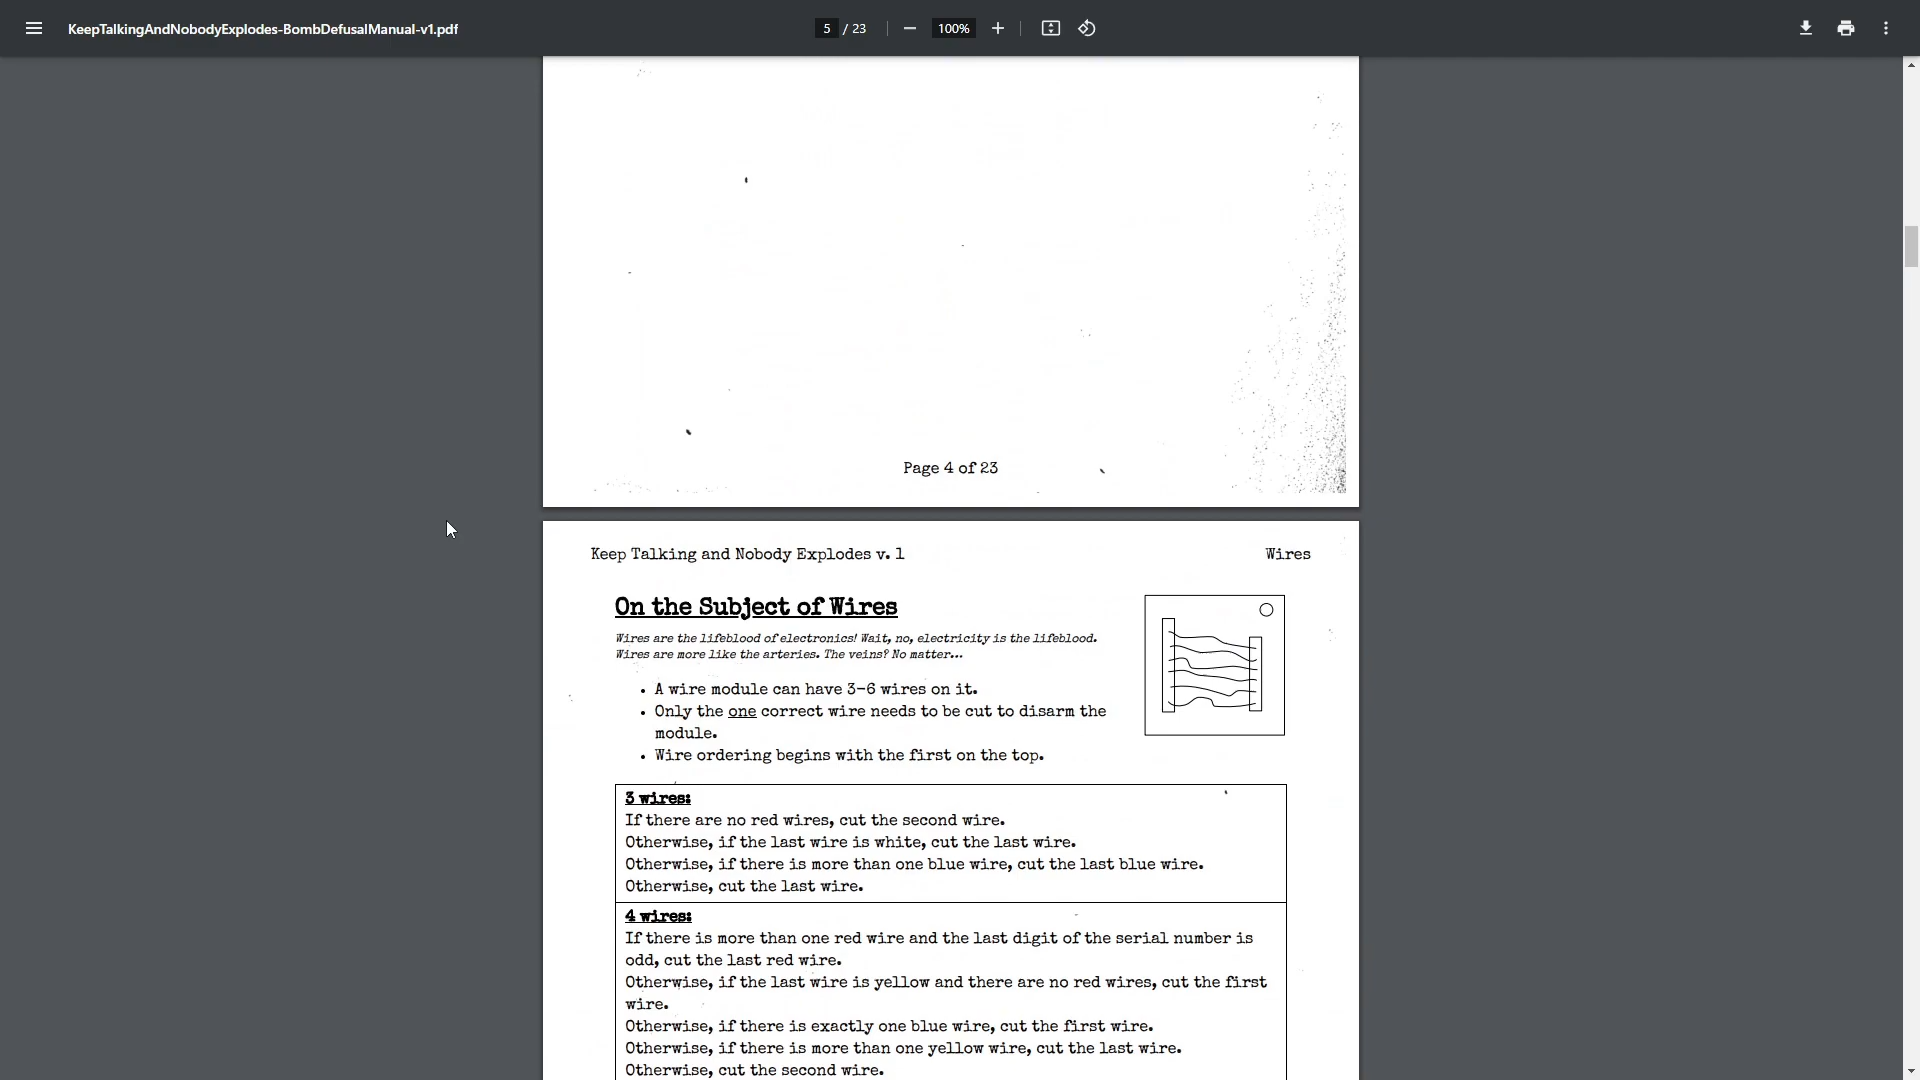 KeepTalkingAndNobodyExplodes-BombDefusalManual-v1.pdf
5 / 23
100%
Page 4 of 23
Keep Talking and Nobody Explodes v. 1
Wires
On the Subject of Wires
Wires are the lifeblood of electronics! Wait, no, electricity is the lifeblood.
Wires are more like the arteries. The veins? No matter...
• A wire module can have 3-6 wires on it.
• Only the one correct wire needs to be cut to disarm the
module.
• Wire ordering begins with the first on the top.
3 wires:
If there are no red wires, cut the second wire.
Otherwise, if the last wire is white, cut the last wire.
Otherwise, if there is more than one blue wire, cut the last blue wire.
Otherwise, cut the last wire.
4 wires:
If there is more than one red wire and the last digit of the serial number is
odd, cut the last red wire.
Otherwise, if the last wire is yellow and there are no red wires, cut the first
wire.
Otherwise, if there is exactly one blue wire, cut the first wire.
Otherwise, if there is more than one yellow wire, cut the last wire.
Otherwise, cut the second wire.